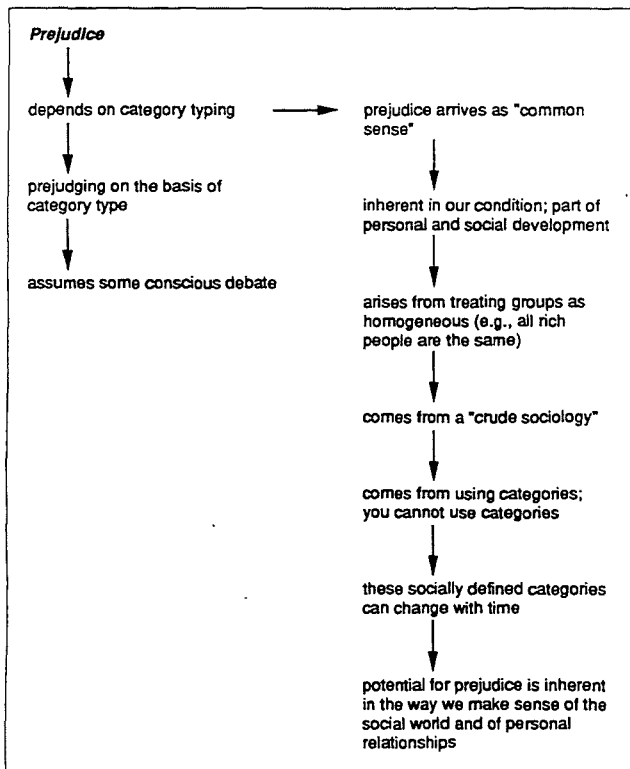 Prejudice
depends on category typing
prejudging on the basis of
category type
assumes some conscious debate
prejudice arrives as "common
sense"
inherent in our condition; part of
personal and social development
arises from treating groups as
homogeneous (e.g., all rich
people are the same)
comes from a "crude sociology"
comes from using categories;
you cannot use categories
these socially defined categories
can change with time
potential for prejudice is inherent
in the way we make sense of the
social world and of personal
relationships